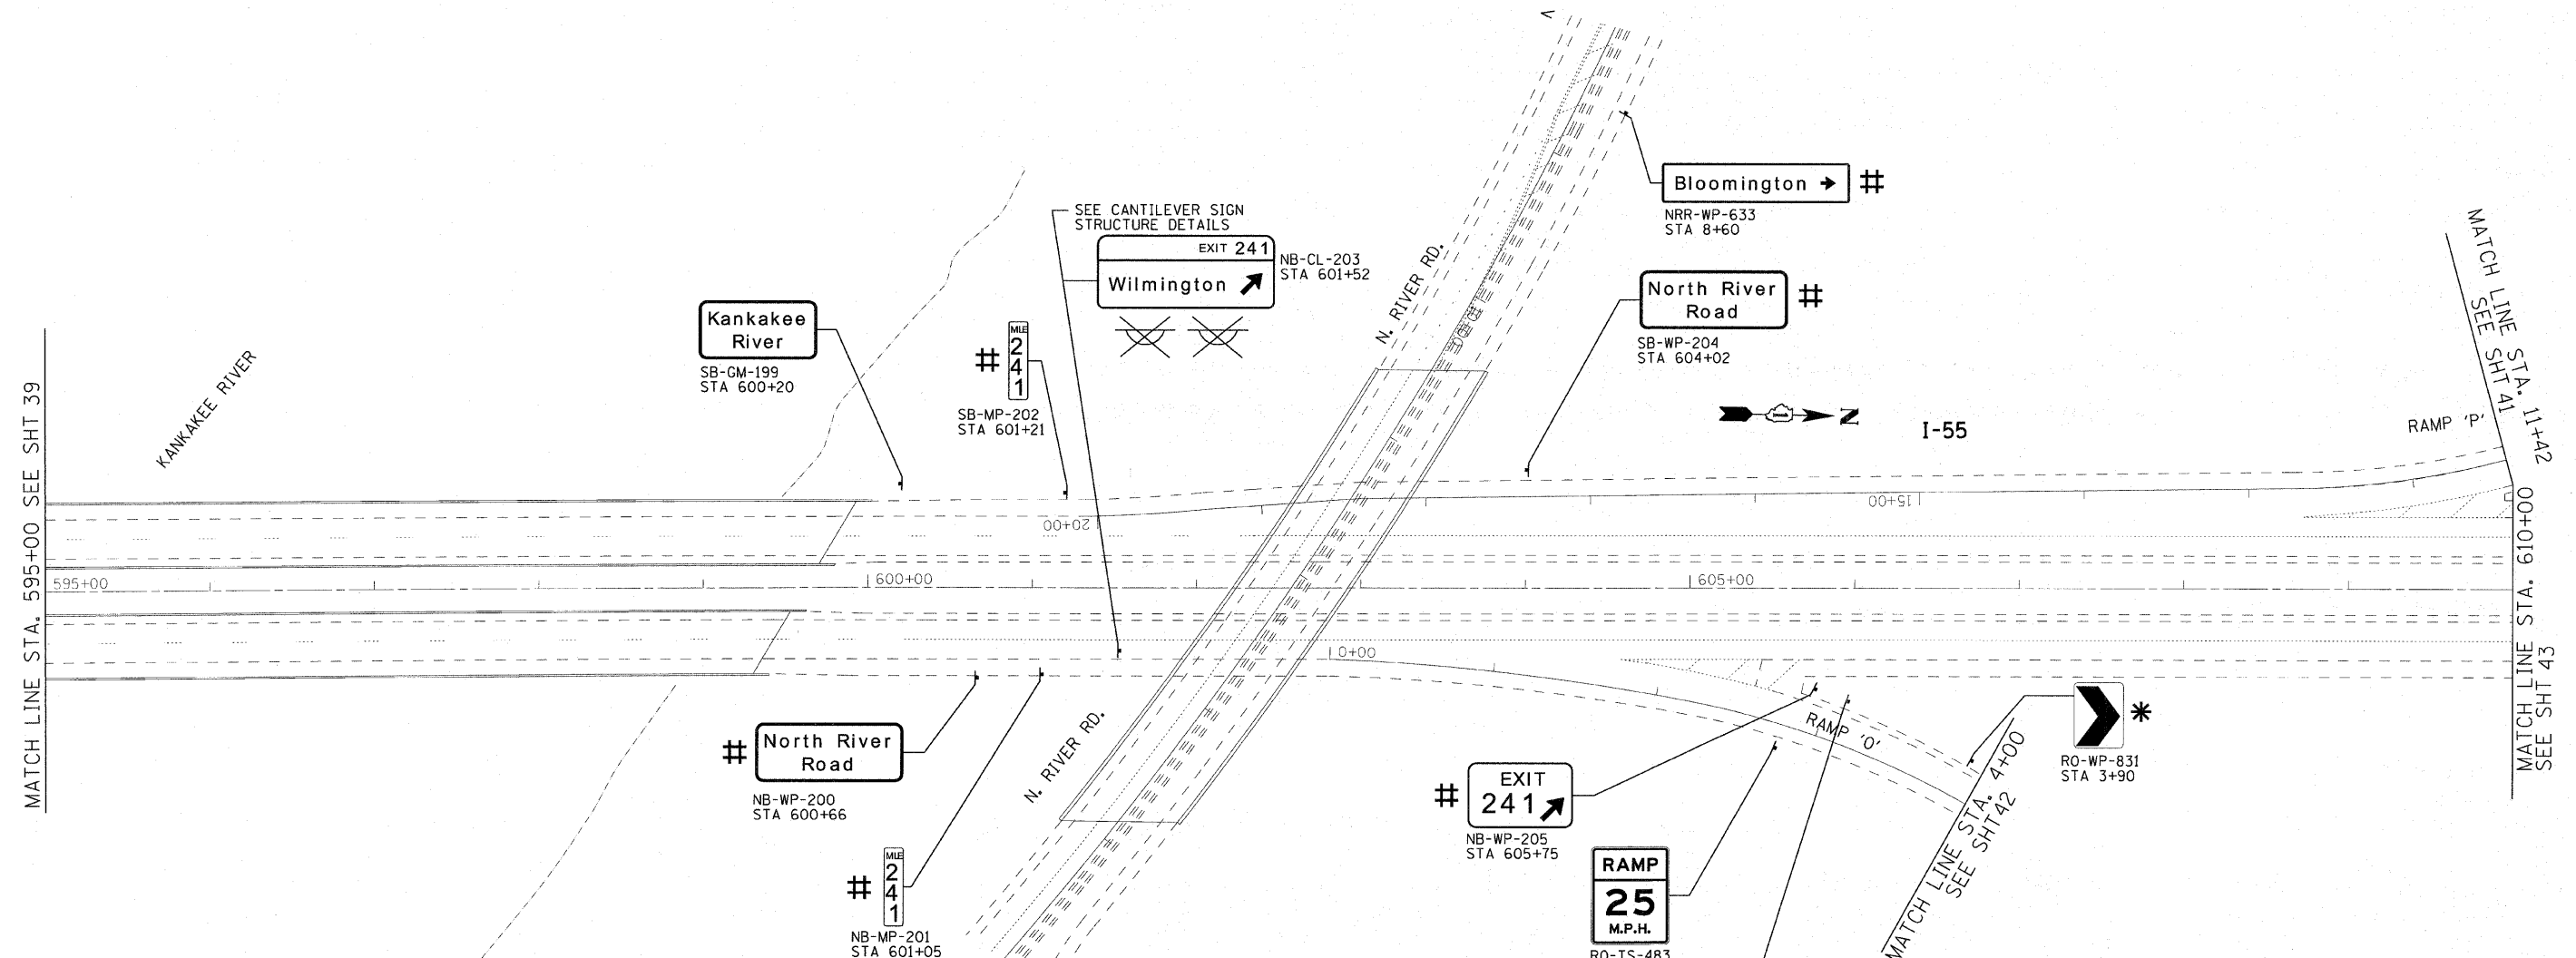 MATCH LINE STA. 595+00 SEE SHT 39
KANKAKEE RIVER
Kankakee
River
SB-GM-199
STA 600+20
#
MILE
2
4
1
SB-MP-202
STA 601+21
SEE CANTILEVER SIGN
STRUCTURE DETAILS
EXIT 241
Wilmington
NB-CL-203
STA 601+52
N. RIVER RD.
Bloomington
#
NRR-WP-633
STA 8+60
North River
Road
#
SB-WP-204
STA 604+02
N
I-55
RAMP 'P'
MATCH LINE STA. 11+42
SEE SHT 41
20+00
15+00
595+00
600+00
605+00
0+00
MATCH LINE STA. 610+00
SEE SHT 43
#
North River
Road
NB-WP-200
STA 600+66
#
MILE
2
4
1
NB-MP-201
STA 601+05
N. RIVER RD.
#
EXIT
241
NB-WP-205
STA 605+75
RAMP
25
M.P.H.
RO-TS-483
RAMP 'O'
MATCH LINE STA. 4+00
SEE SHT42
*
RO-WP-831
STA 3+90